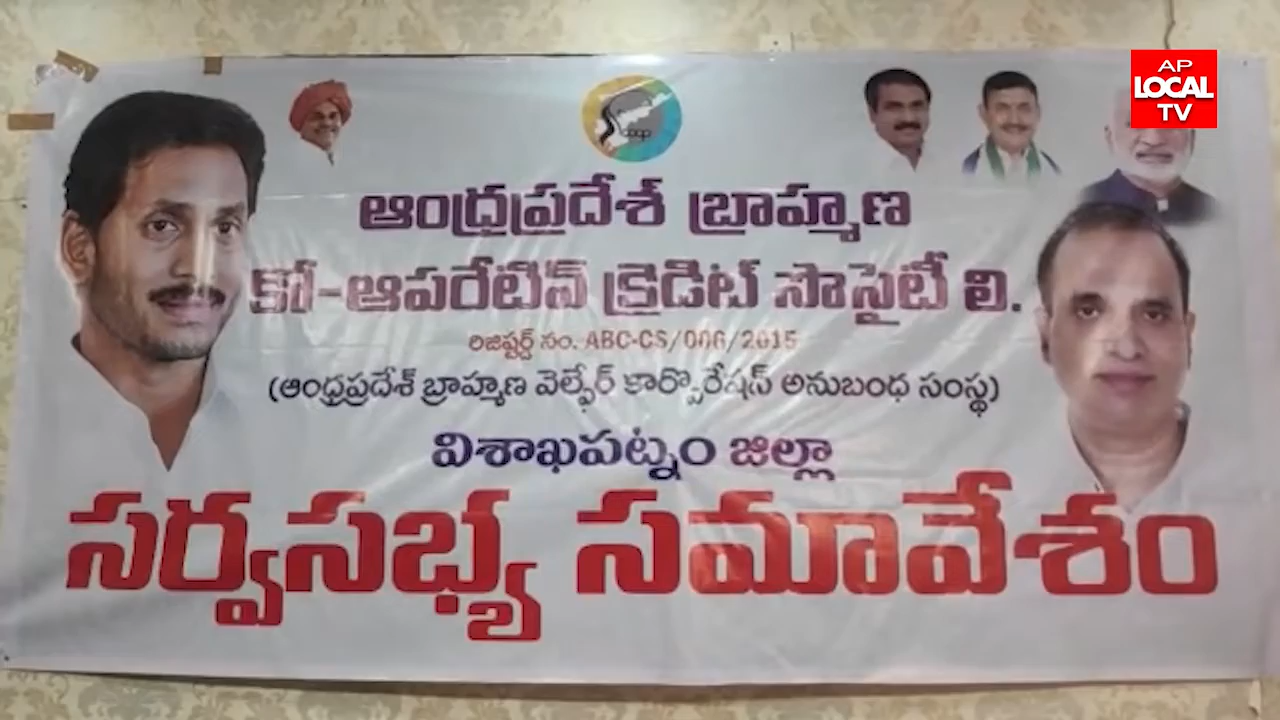 AP
LOCAL
TV
ఆంధ్రప్రదేశ్ బ్రాహ్మణ
కో-ఆపరేటివ్ క్రెడిట్ సొసైటీ లి.
రిజిష్టర్డ్ నం. ABC-CS/006/2015
(ఆంధ్రప్రదేశ్ బ్రాహ్మణ వెల్ఫేర్ కార్పొరేషన్ అనుబంధ సంస్థ)
విశాఖపట్నం జిల్లా
సర్వసభ్య సమావేశం